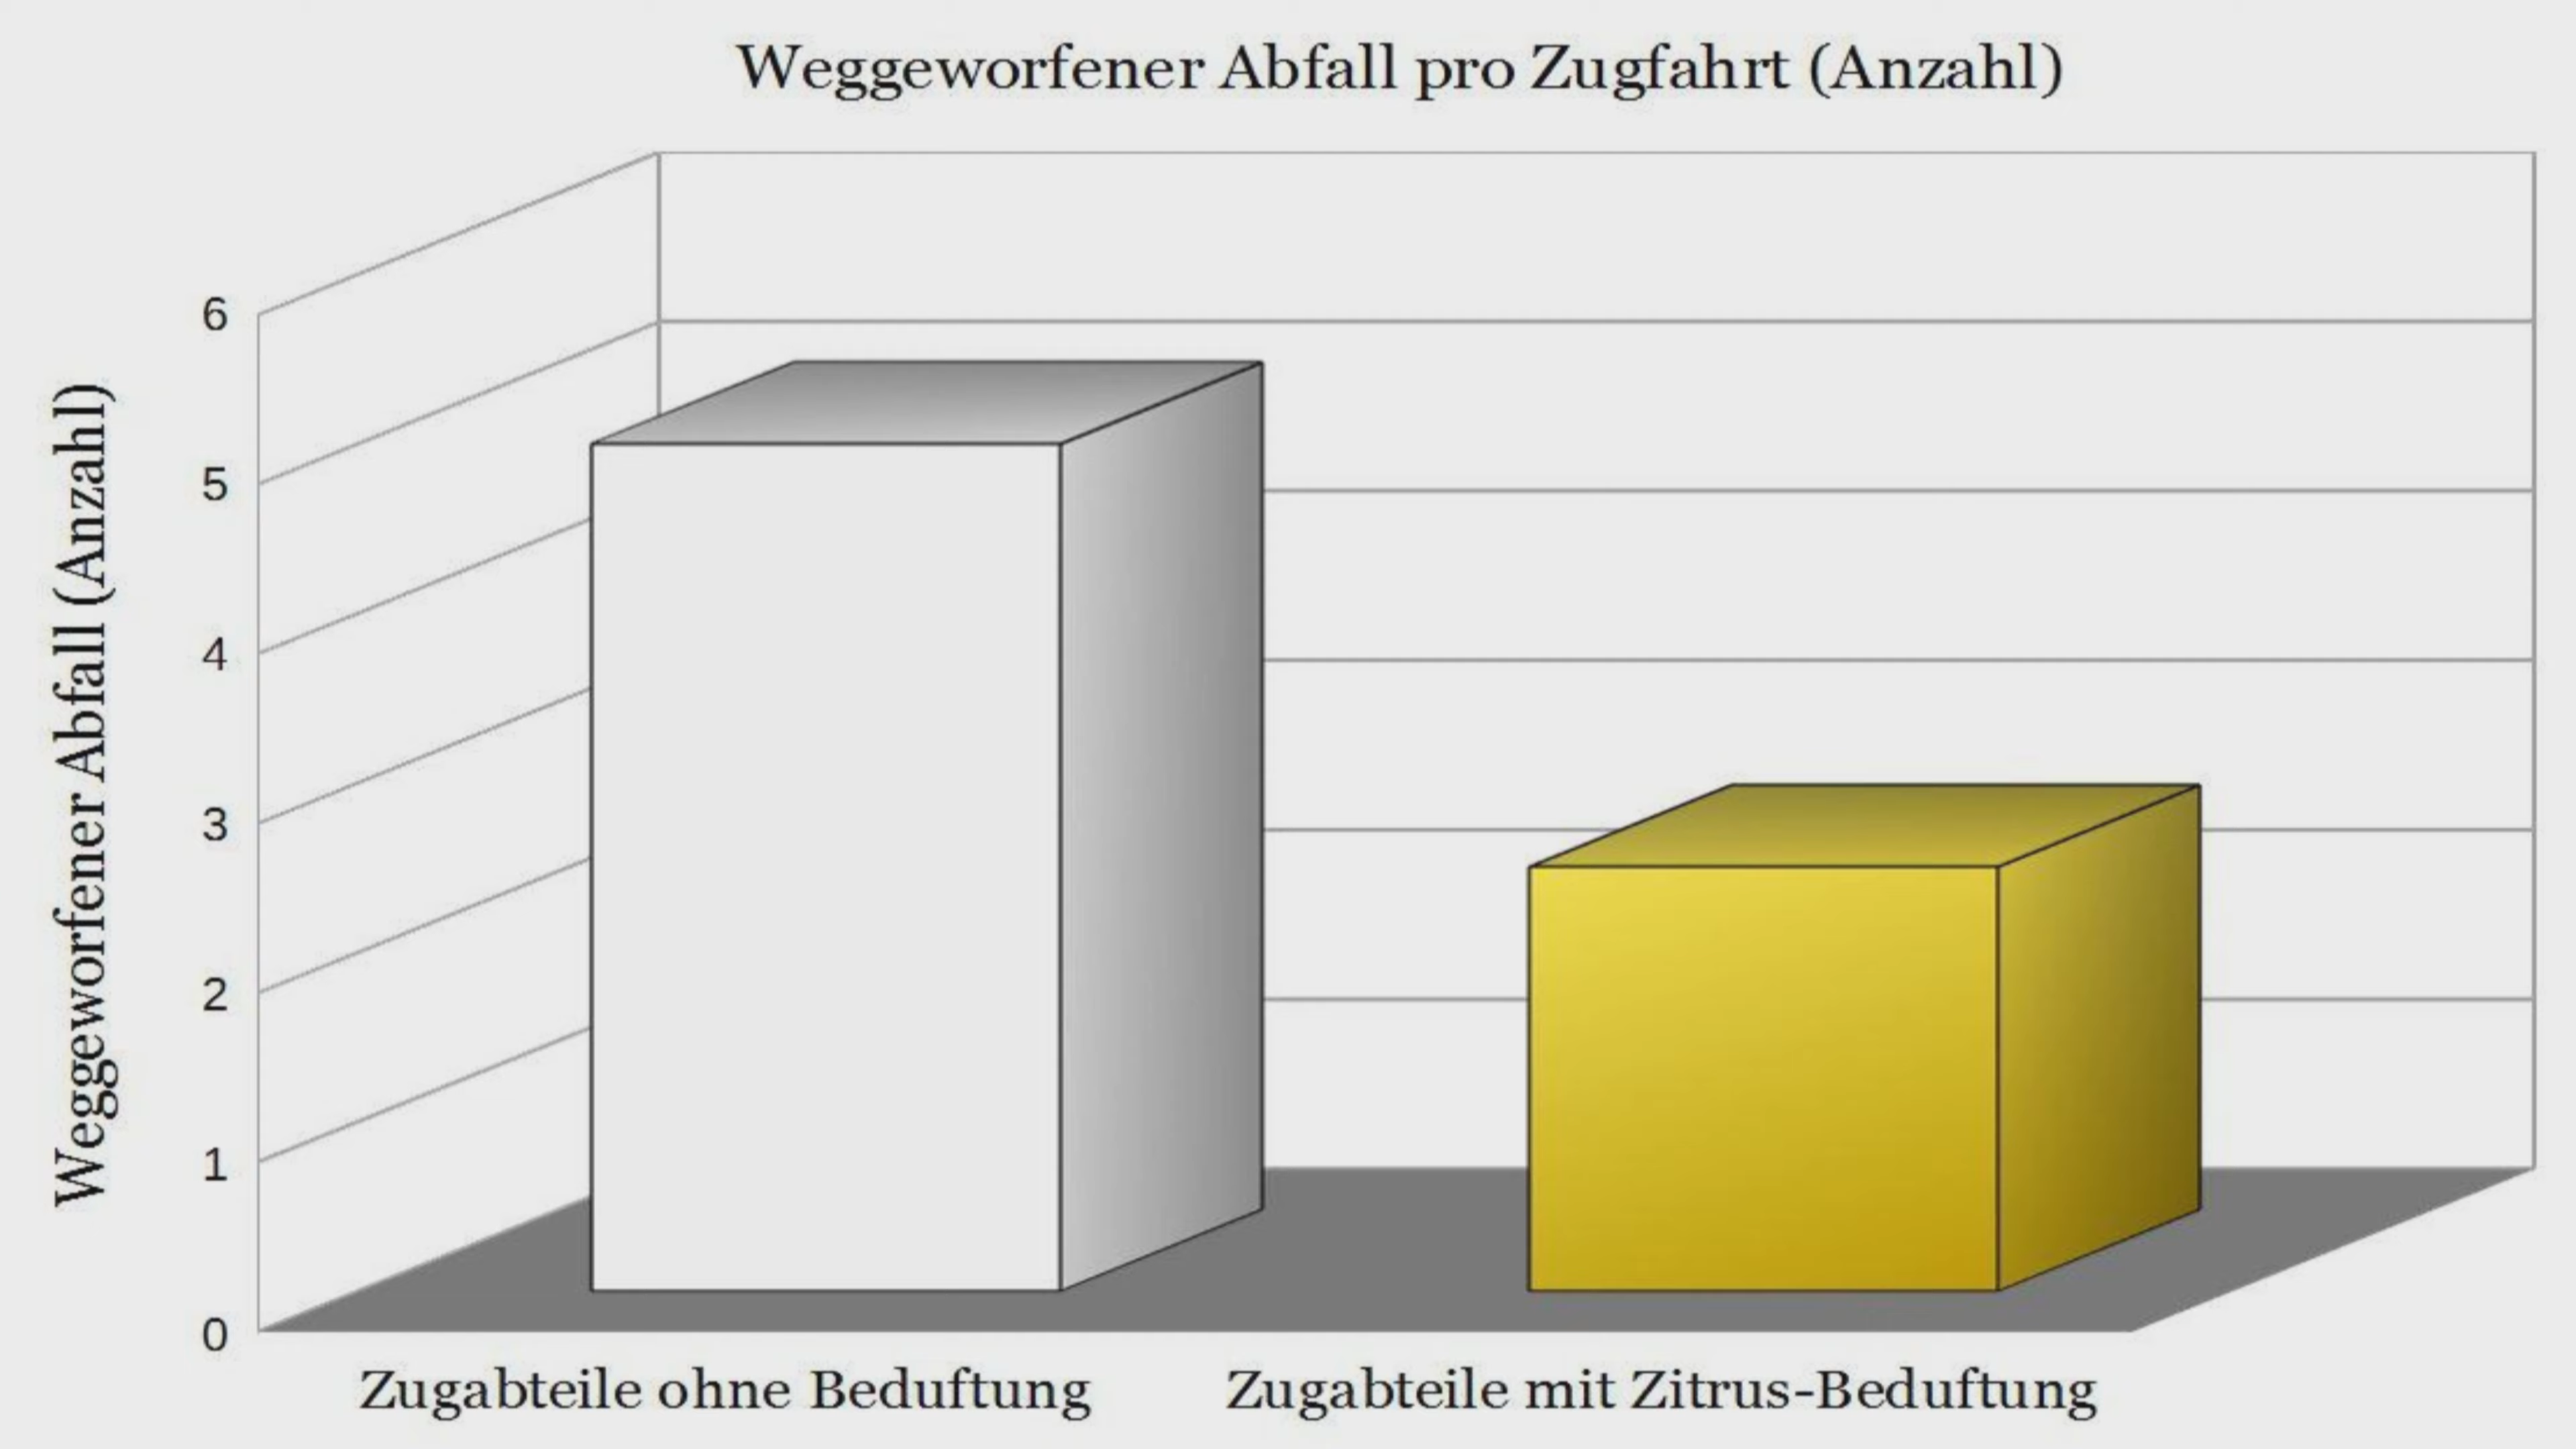 Weggeworfener Abfall pro Zugfahrt (Anzahl)
Weggeworfener Abfall (Anzahl)
6
5
4
3
2
1
0
Zugabteile ohne Beduftung
Zugabteile mit Zitrus-Beduftung